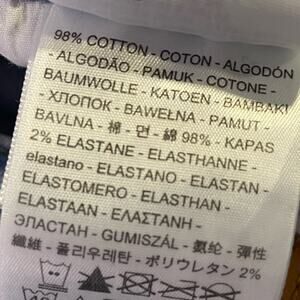 98% COTTON - COTON - ALGODÓN
- ALGODÃO - PAMUK - COTONE -
BAUMWOLLE - KATOEN - BAMBAKI
- ХЛОПОК - BAWEŁNA - PAMUT -
BAVLNA - 棉 - 면 - 綿 98% - KAPAS
2% ELASTANE - ELASTHANNE -
elastano - ELASTANO - ELASTAN -
ELASTOMERO - ELASTHAN -
ELASTAAN - ΕΛΑΣΤΑΝΗ -
ЭЛАСТАН - GUMISZÁL - 氨纶 - 彈性
纖維 - 폴리우레탄 - ポリウレタン 2%